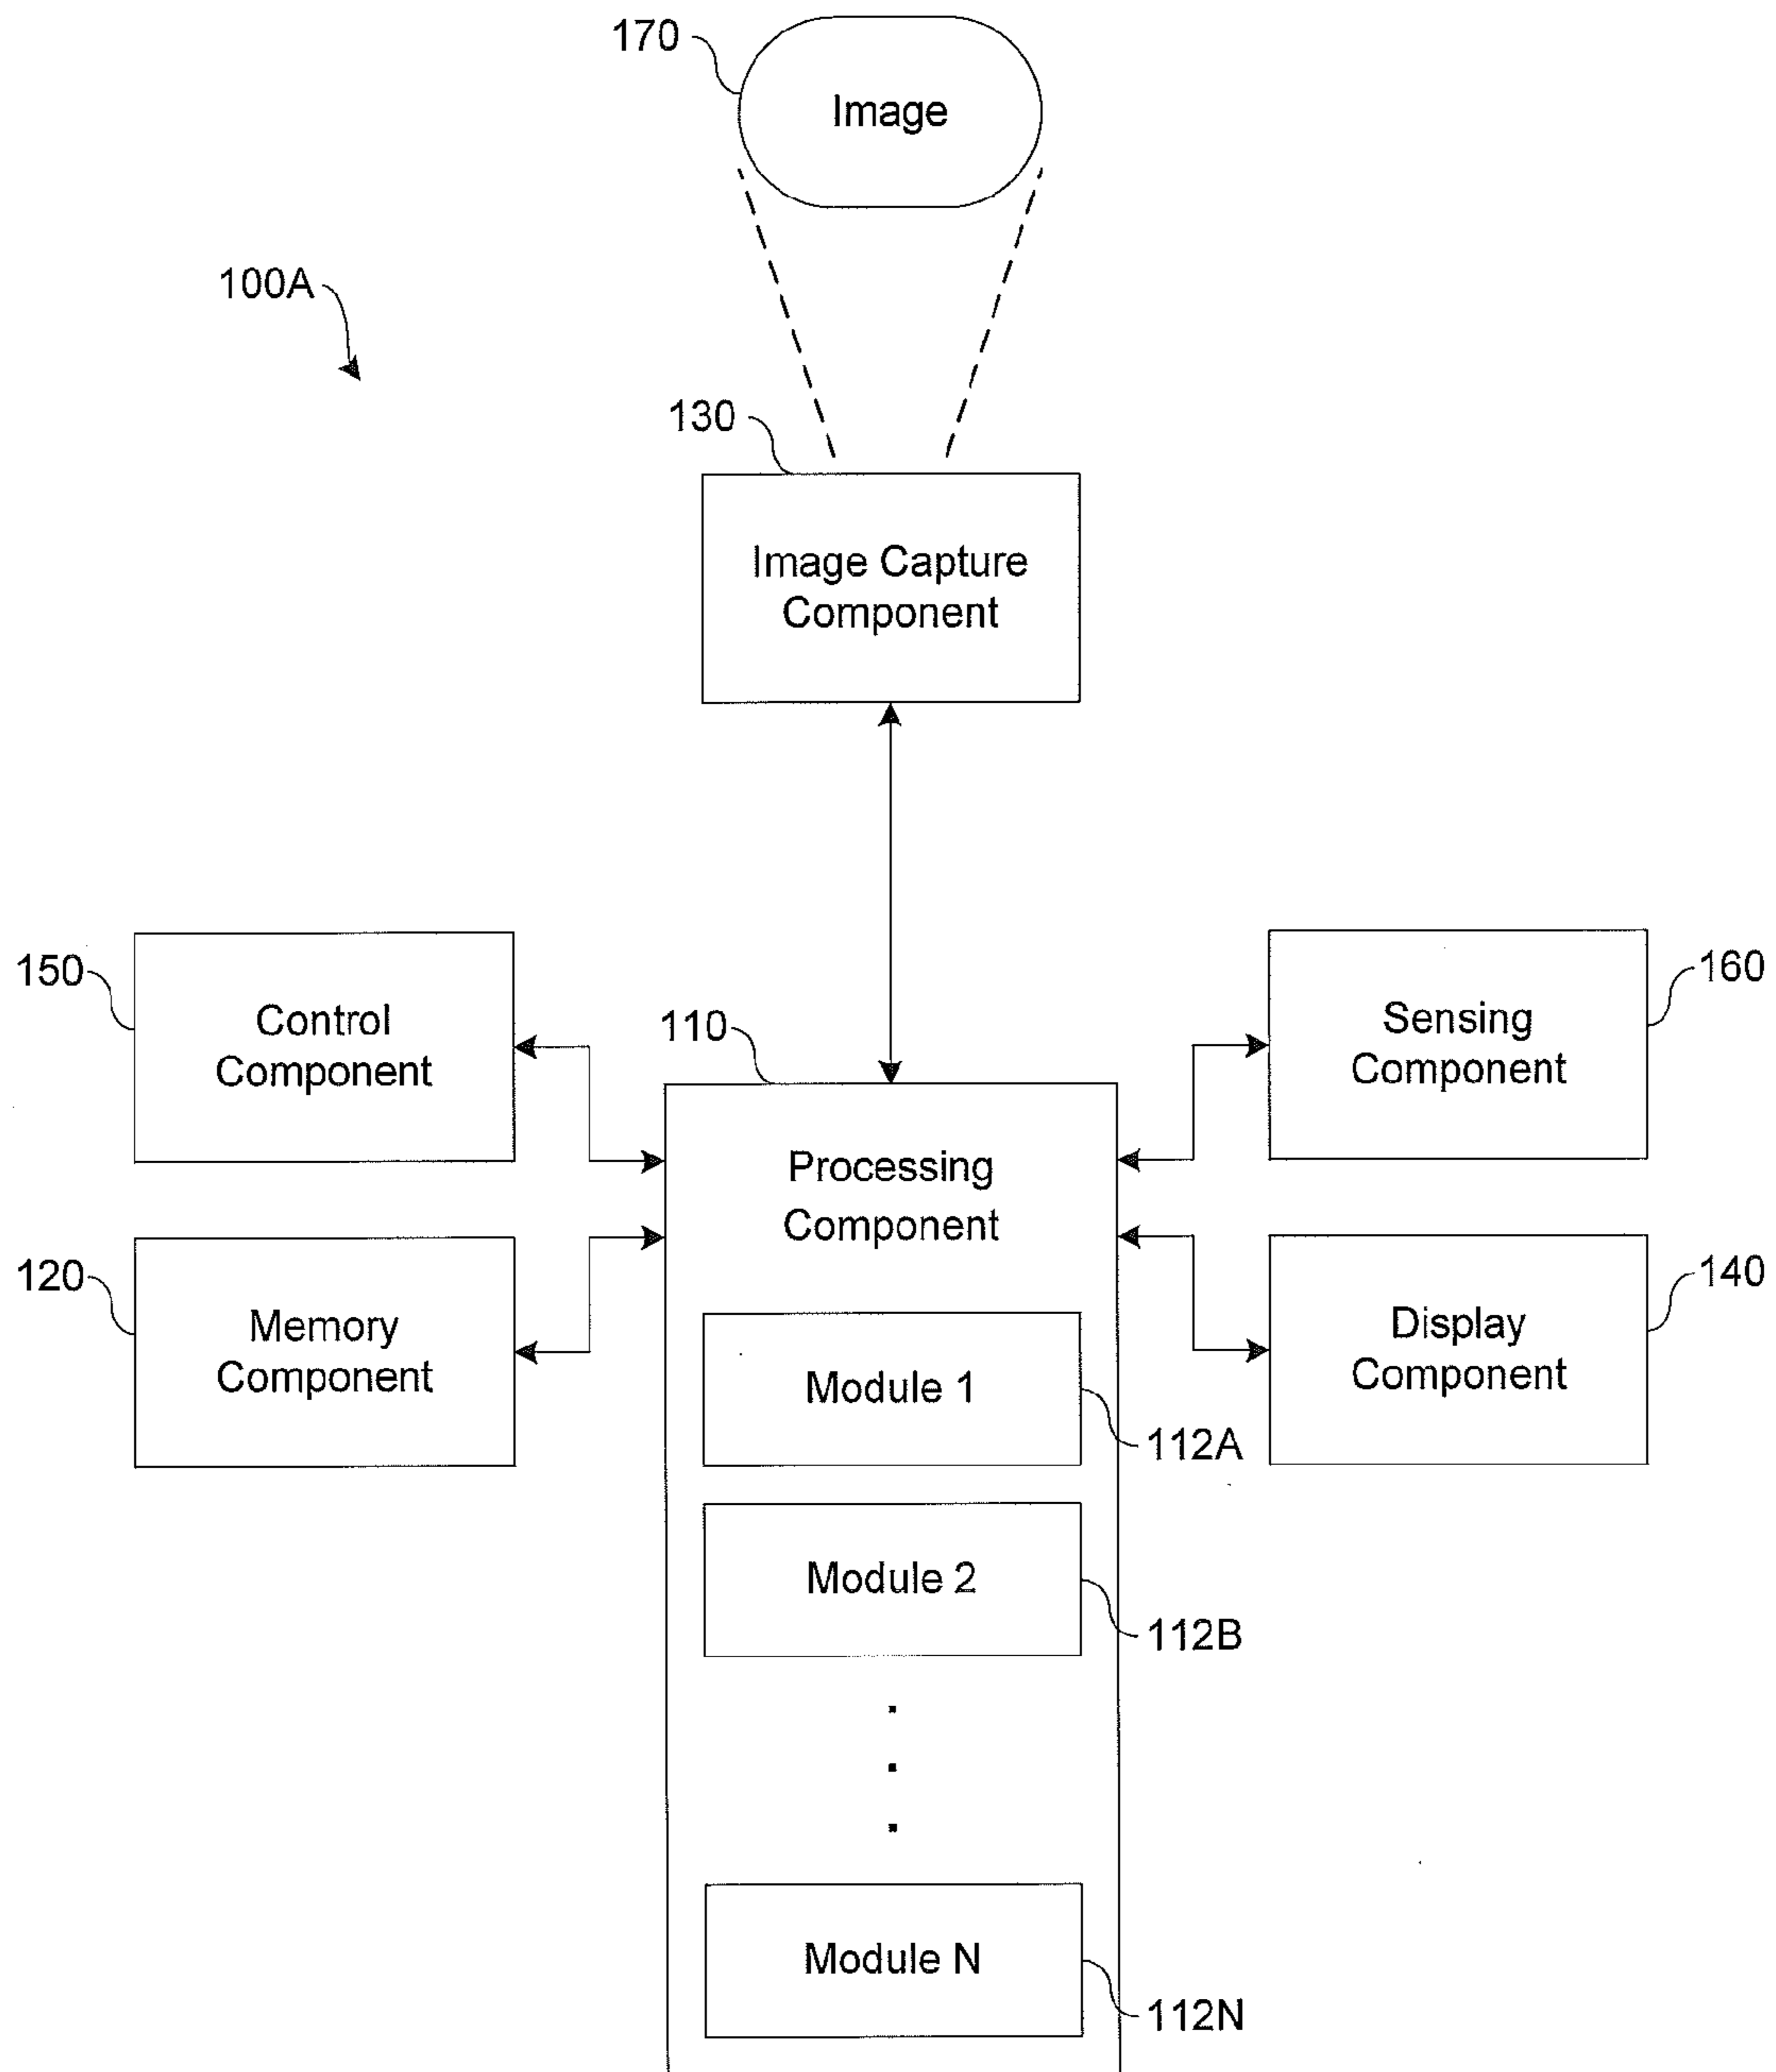 170
Image
100A
130
Image Capture
Component
150
Control
Component
160
Sensing
Component
110
Processing
Component
120
Memory
Component
140
Display
Component
Module 1
112A
Module 2
112B
Module N
112N